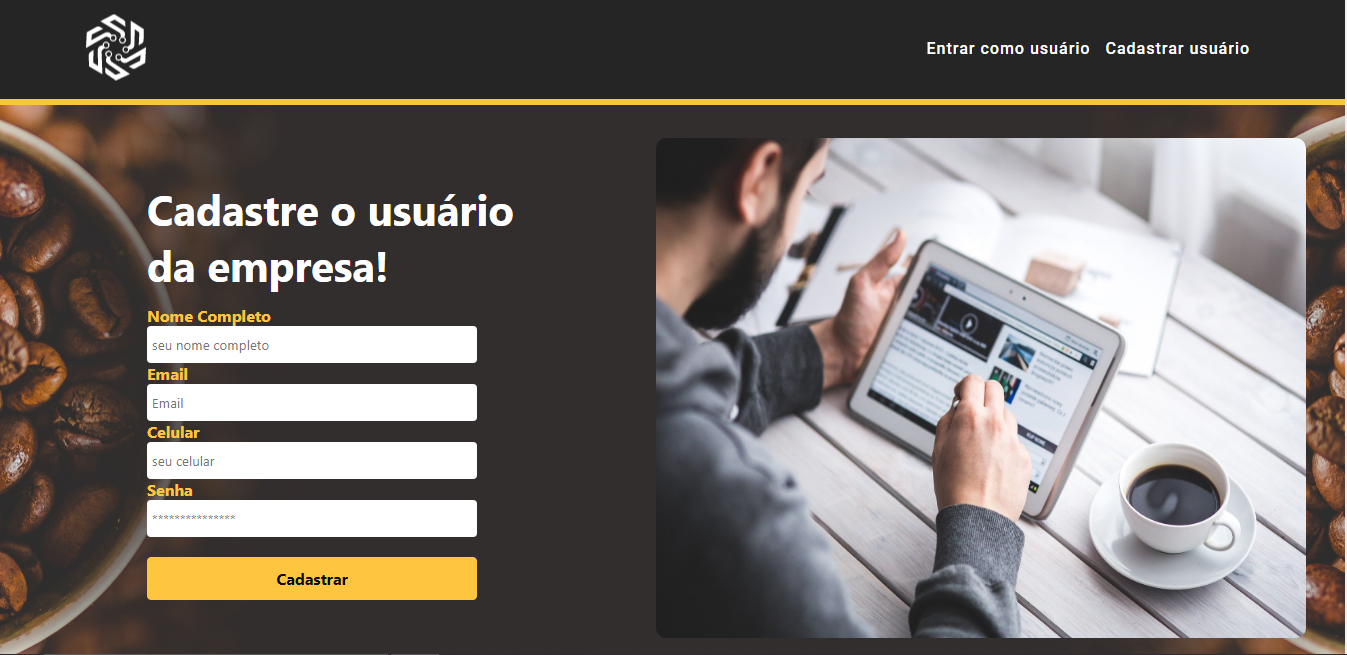 Entrar como usuário Cadastrar usuário
Cadastre o usuário
da empresa!
Nome Completo
seu nome completo
Email
Email
Celular
seu celular
Senha
***************
Cadastrar